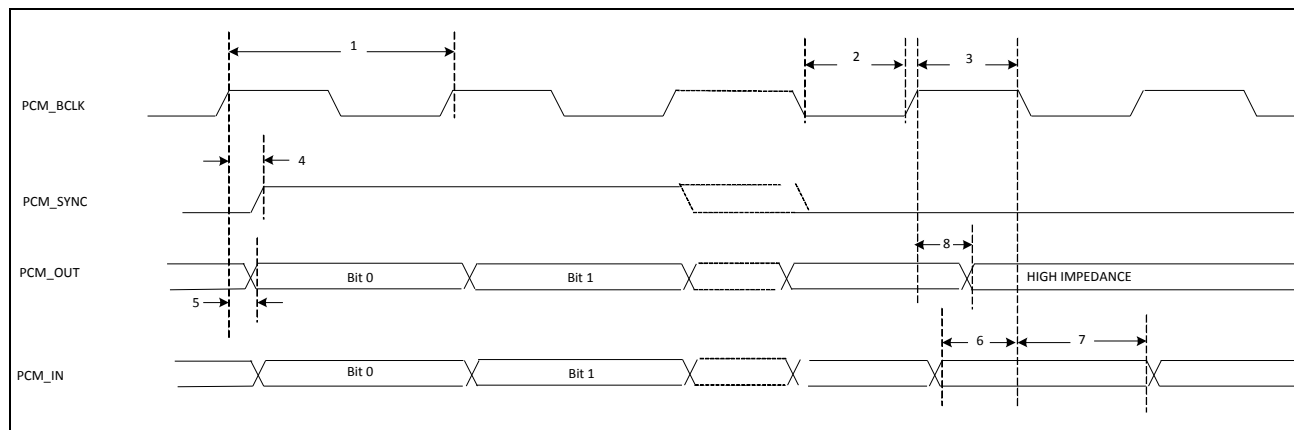 1
2
3
PCM_BCLK
4
PCM_SYNC
8
PCM_OUT
Bit 0
Bit 1
HIGH IMPEDANCE
5
6
7
PCM_IN
Bit 0
Bit 1